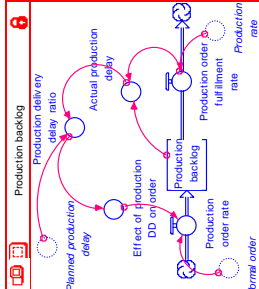 Production backlog
Production delivery
delay ratio
Actual production
delay
Production
rate
Production order
fulfillment
rate
Planned production
delay
Effect of production
DD on order
Production
backlog
Production
order rate
order